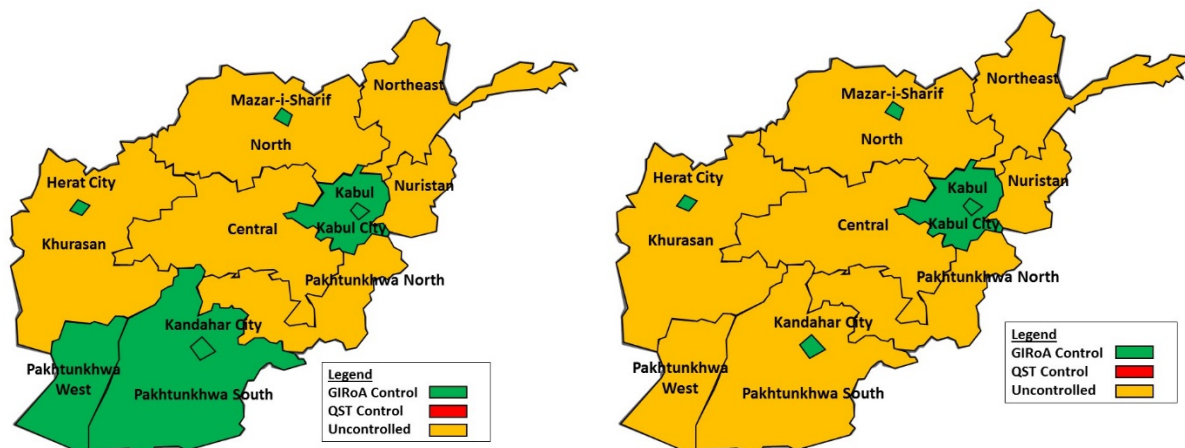 Northeast
Mazar-i-Sharif
North
Herat City
Kabul
Nuristan
Khurasan
Central
Kabul City
Pakhtunkhwa North
Kandahar City
Pakhtunkhwa
West
Pakhtunkhwa South
Legend
GIRoA Control
QST Control
Uncontrolled
Northeast
Mazar-i-Sharif
North
Herat City
Kabul
Nuristan
Khurasan
Central
Kabul City
Pakhtunkhwa North
Kandahar City
Pakhtunkhwa
West
Pakhtunkhwa South
Legend
GIRoA Control
QST Control
Uncontrolled